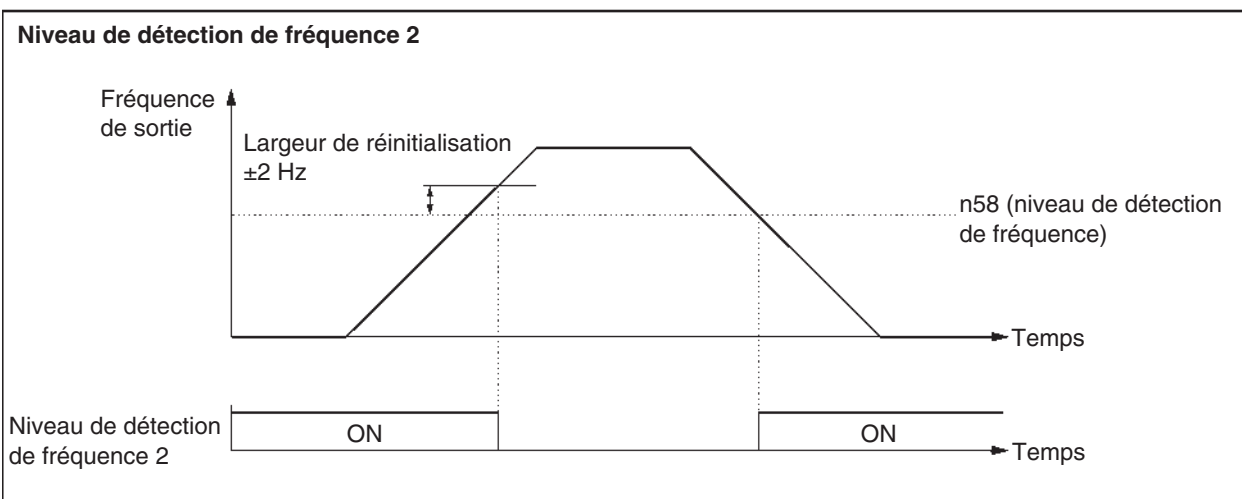 Niveau de détection de fréquence 2
Fréquence
de sortie
Largeur de réinitialisation
±2 Hz
n58 (niveau de détection
de fréquence)
Temps
Niveau de détection
de fréquence 2
ON
ON
Temps